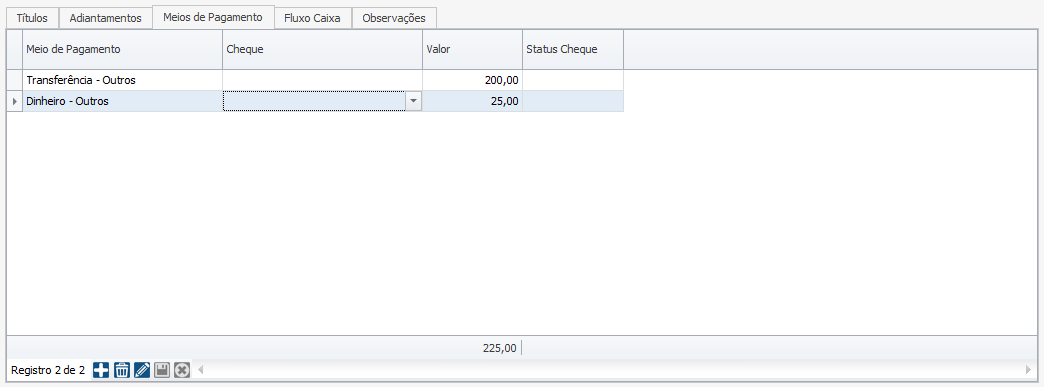 Títulos Adiantamentos Meios de Pagamento Fluxo Caixa Observações
Meio de Pagamento Cheque Valor Status Cheque
Transferência - Outros 200,00
Dinheiro - Outros 25,00
225,00
Registro 2 de 2